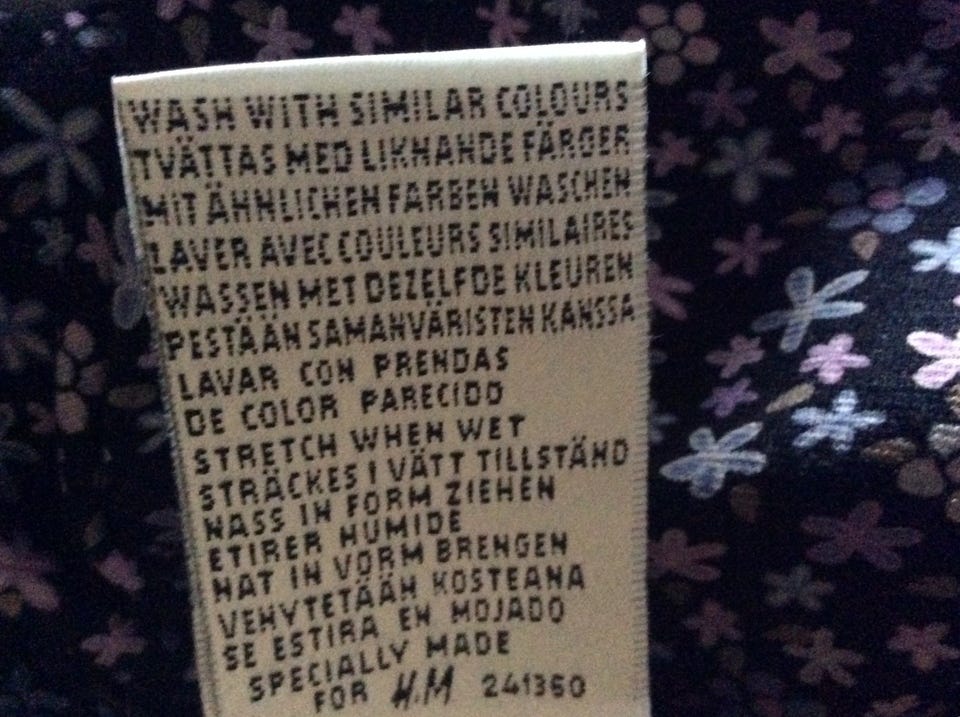 WASH WITH SIMILAR COLOURS
TVÄTTAS MED LIKNANDE FÄRGER
MIT ÄHNLICHEN FARBEN WASCHEN
LAVER AVEC COULEURS SIMILAIRES
WASSEN MET DEZELFDE KLEUREN
PESTÄÄN SAMANVÄRISTEN KANSSA
LAVAR CON PRENDAS
DE COLOR PARECIDO
STRETCH WHEN WET
STRÄCKES I VÄTT TILLSTÄND
NASS IN FORM ZIEHEN
ETIRER HUMIDE
NAT IN VORM BRENGEN
VENYTETÄÄN KOSTEANA
SE ESTIRA EN MOJADO
SPECIALLY MADE
FOR H.M 241360